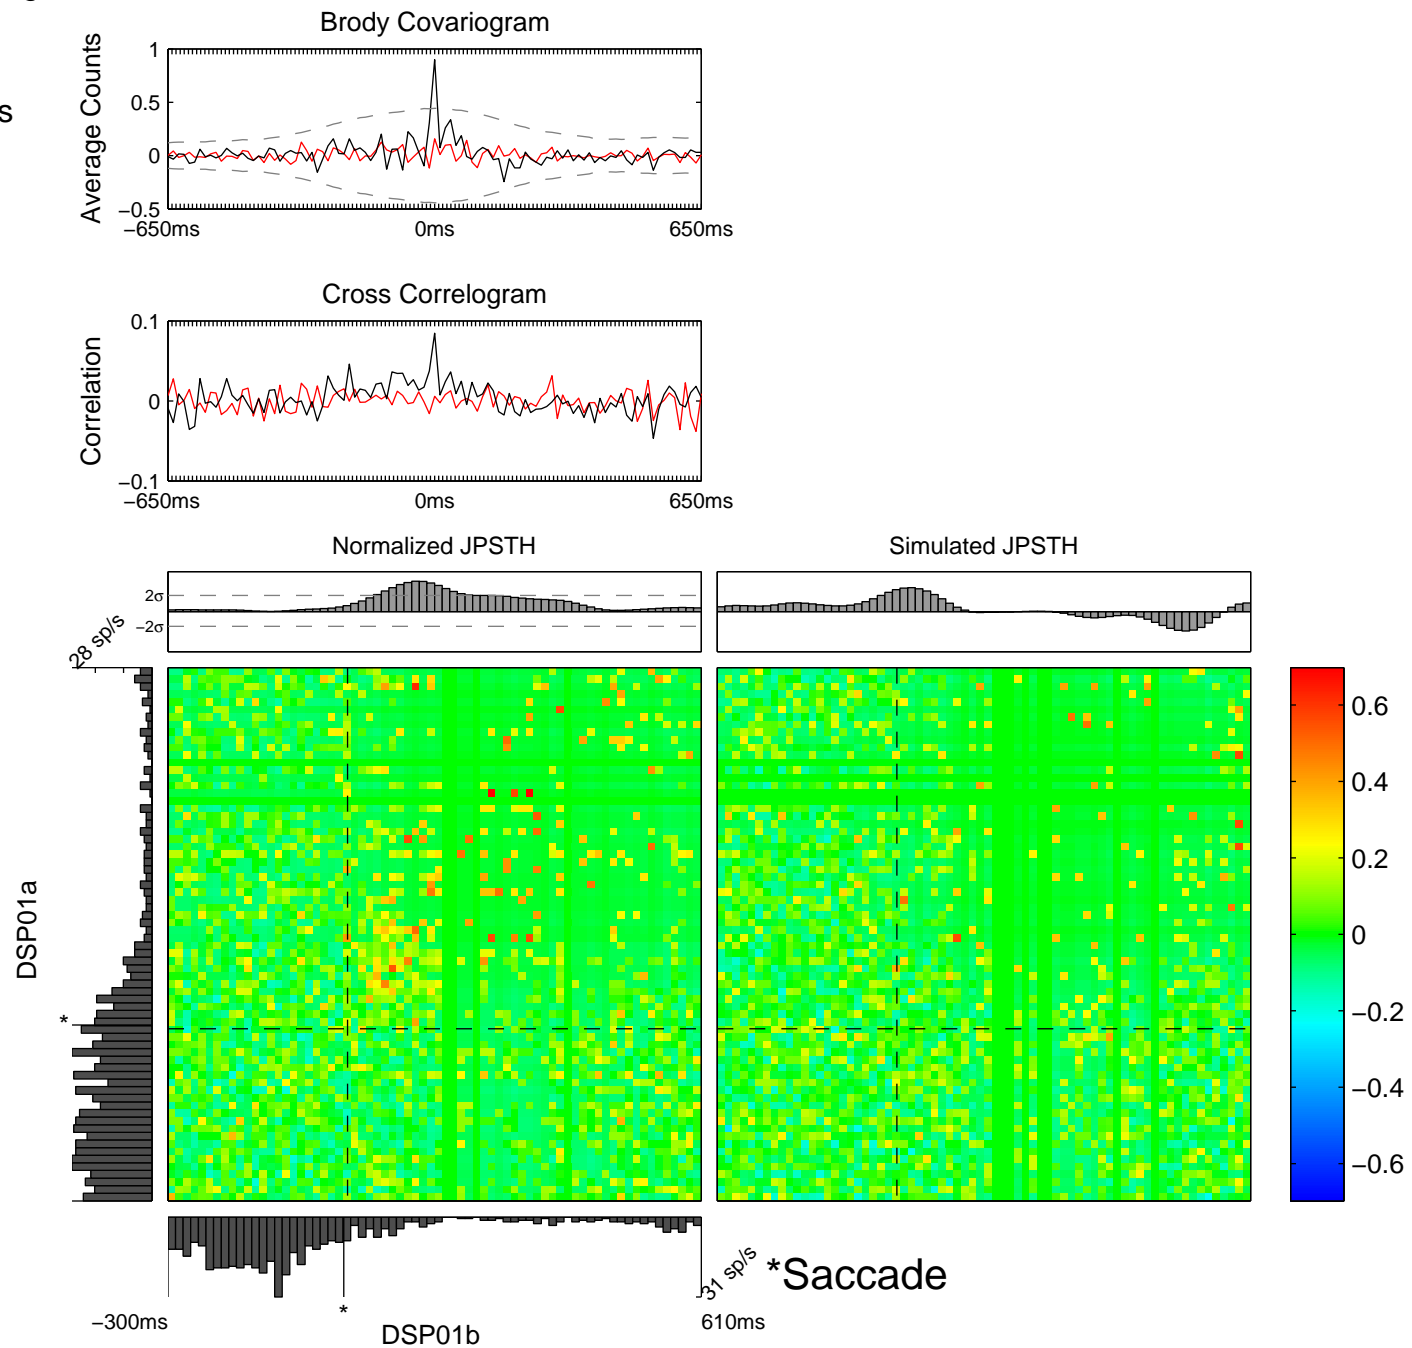 Brody Covariogram
Average Counts
1
0.5
0
−0.5
−650ms
0ms
650ms
s
Cross Correlogram
Correlation
0.1
0
−0.1
−650ms
0ms
650ms
Normalized JPSTH
Simulated JPSTH
2σ
−2σ
28 sp/s
DSP01a
*
0.6
0.4
0.2
0
−0.2
−0.4
−0.6
31 sp/s
*Saccade
*
−300ms
DSP01b
610ms